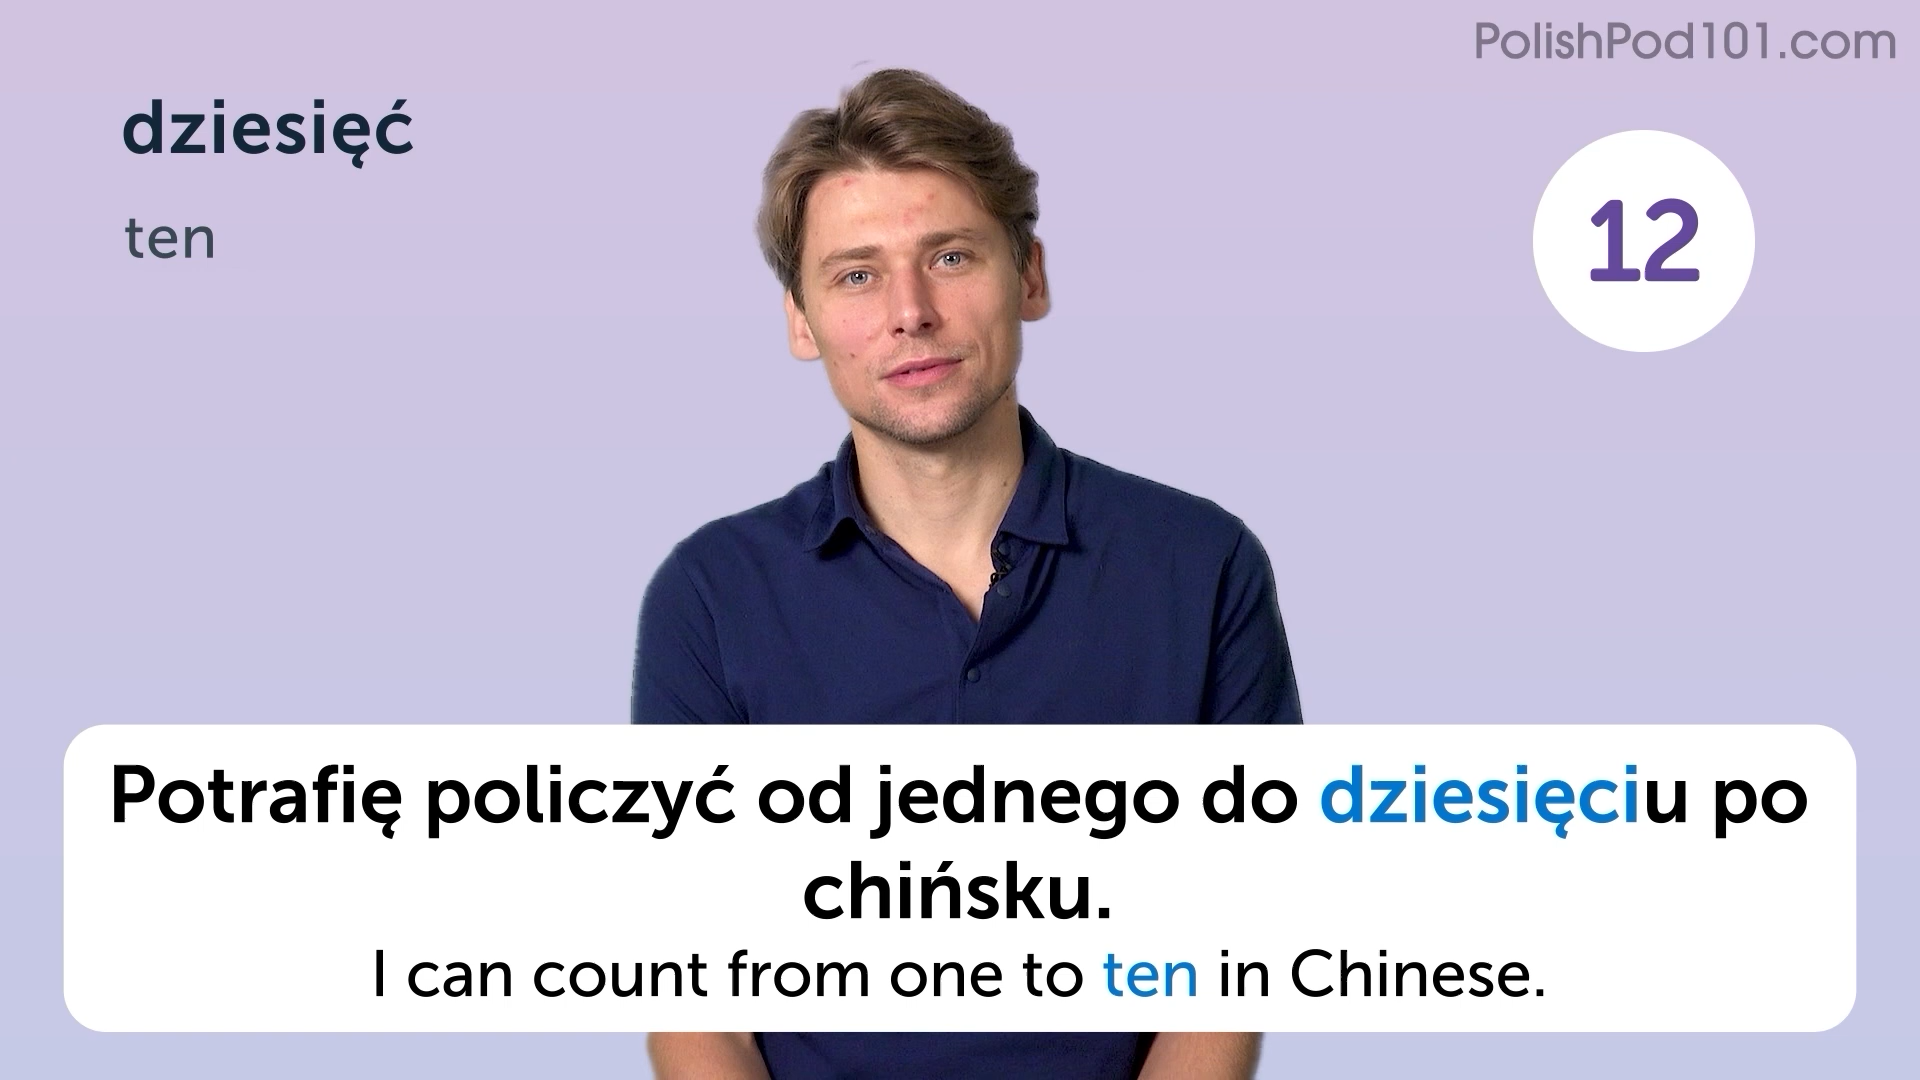 PolishPod101.com
dziesięć
ten
12
Potrafię policzyć od jednego do dziesięciu po
chińsku.
I can count from one to ten in Chinese.